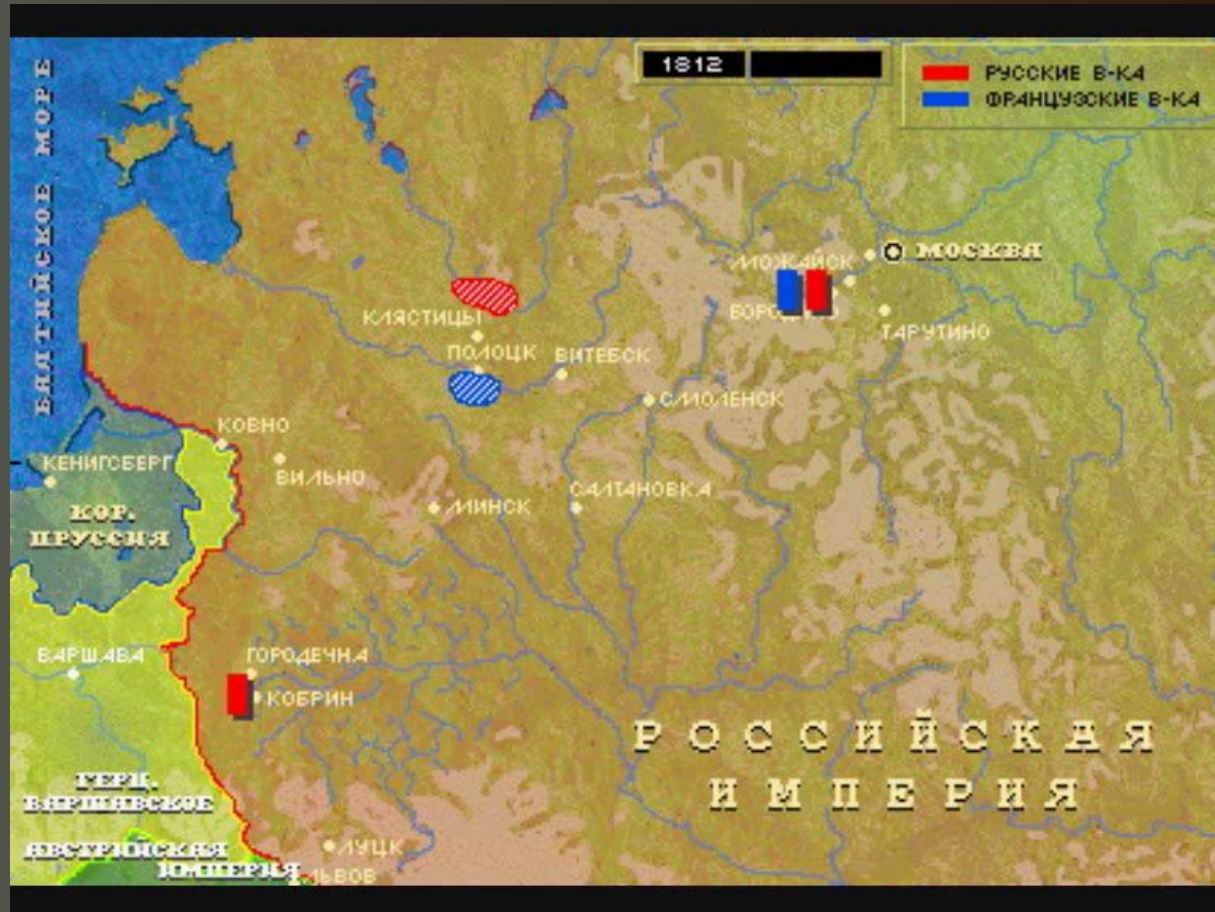 БАЛТИЙСКОЕ МОРЕ
1812
РУССКИЕ В-КА
ФРАНЦУЗСКИЕ В-КА
МОСКВА
МОЖАЙСК
ТАРУТИНО
КЛЯСТИЦЫ
ПОЛОЦК
ВИТЕБСК
СМОЛЕНСК
КОВНО
КЕНИГСБЕРГ
ВИЛЬНО
САЛТАНОВКА
МИНСК
КОР.
ПРУССИЯ
ВАРШАВА
ГОРОДЕЧНА
КОБРИН
РОССИЙСКАЯ
ИМПЕРИЯ
ГЕРЦ.
ВАРШАВСКОЕ
АВСТРИЙСКАЯ
ИМПЕРИЯ
ЛУЦК
ЛЬВОВ